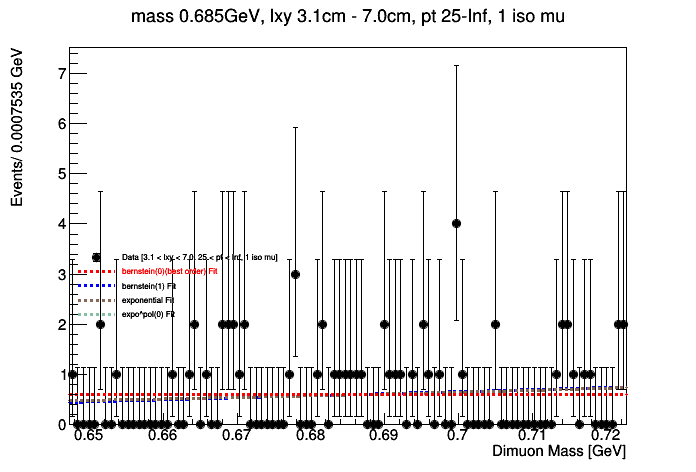 mass 0.685GeV, lxy 3.1cm - 7.0cm, pt 25-Inf, 1 iso mu
Events/ 0.0007535 GeV
7
6
5
4
3
2
1
0
Data [3.1 < lxy < 7.0, 25 < pt < Inf, 1 iso mu]
bernstein(0)(best order) Fit
bernstein(1) Fit
exponential Fit
expo*pol(0) Fit
0.65 0.66 0.67 0.68 0.69 0.7 0.71 0.72
Dimuon Mass [GeV]